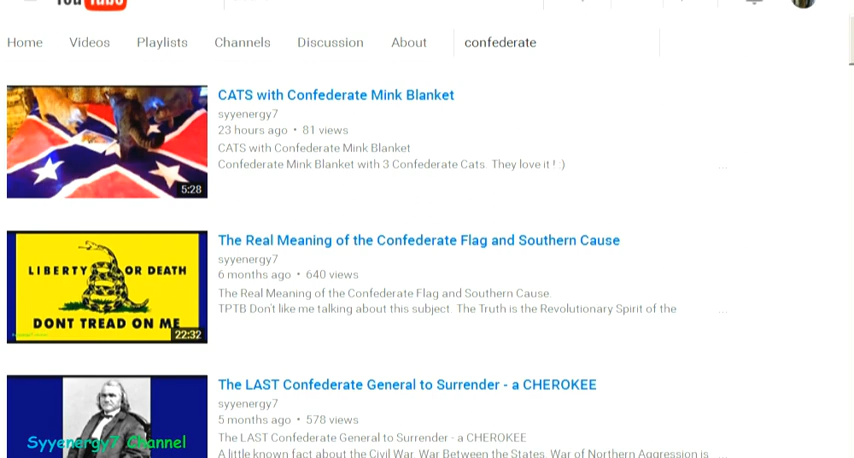 YouTube
Home Videos Playlists Channels Discussion About confederate
CATS with Confederate Mink Blanket
syyenergy7
23 hours ago • 81 views
CATS with Confederate Mink Blanket
Confederate Mink Blanket with 3 Confederate Cats. They love it ! :)
...
5:28
The Real Meaning of the Confederate Flag and Southern Cause
syyenergy7
6 months ago • 640 views
The Real Meaning of the Confederate Flag and Southern Cause.
TPTB Don't like me talking about this subject. The Truth is the Revolutionary Spirit of the
...
LIBERTY OR DEATH
DONT TREAD ON ME
22:32
The LAST Confederate General to Surrender - a CHEROKEE
syyenergy7
5 months ago • 578 views
The LAST Confederate General to Surrender - a CHEROKEE
A little known fact about the Civil War, War Between the States, War of Northern Aggression is
...
Syyenergy7 Channel